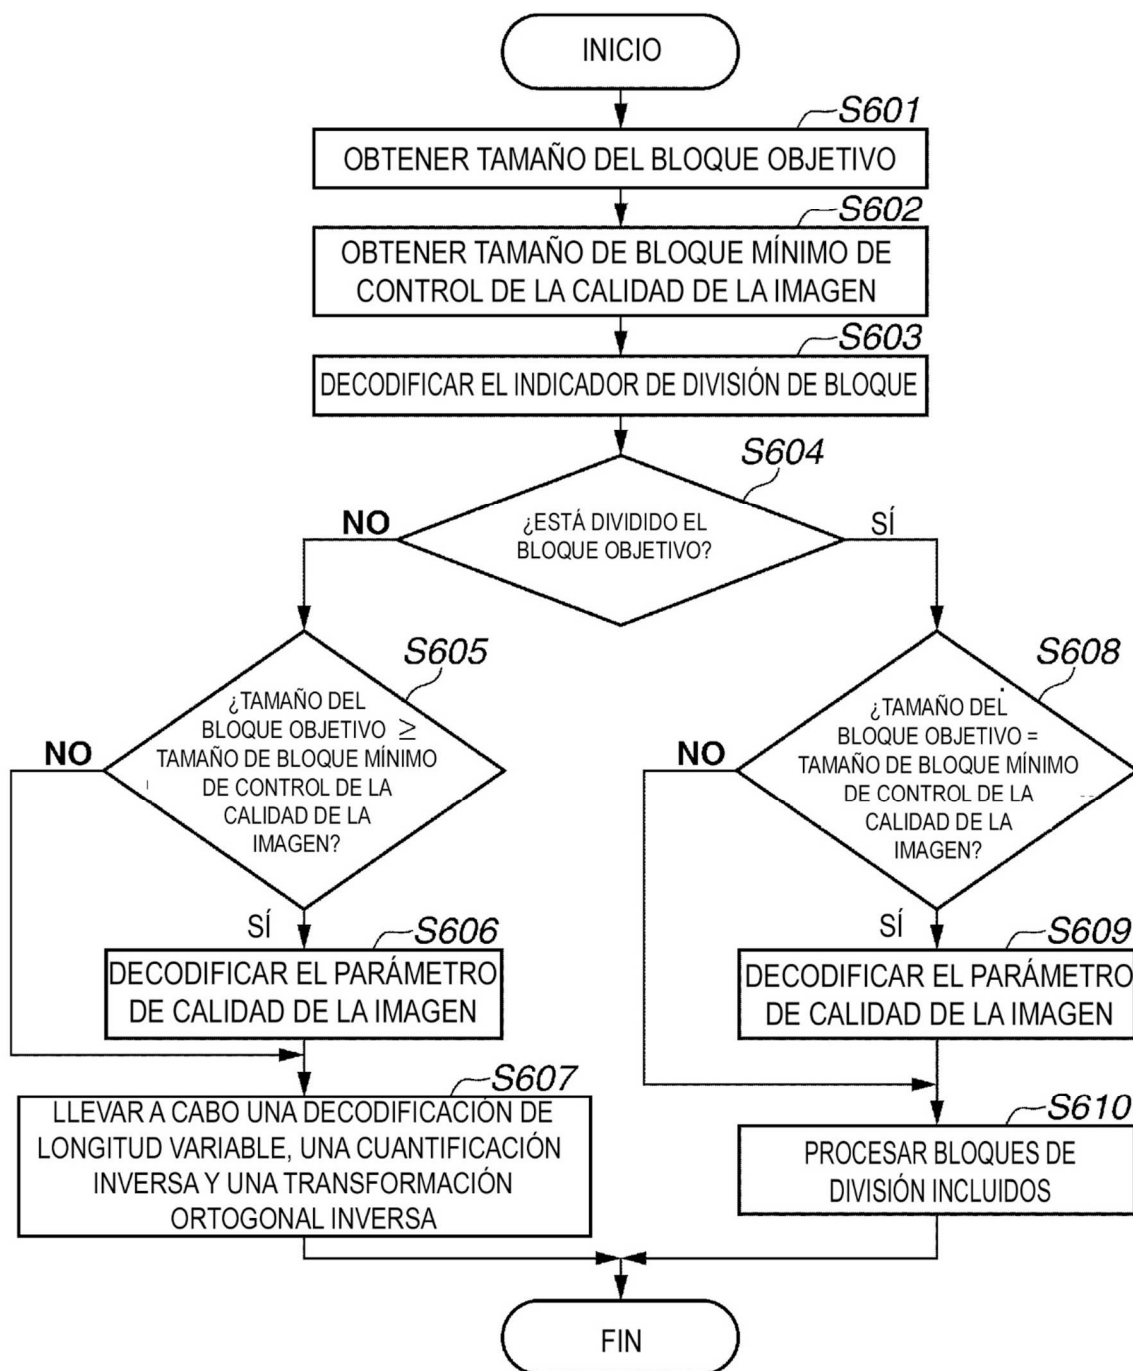 INICIO
S601
OBTENER TAMAÑO DEL BLOQUE OBJETIVO
S602
OBTENER TAMAÑO DE BLOQUE MÍNIMO DE
CONTROL DE LA CALIDAD DE LA IMAGEN
S603
DECODIFICAR EL INDICADOR DE DIVISIÓN DE BLOQUE
S604
¿ESTÁ DIVIDIDO EL
BLOQUE OBJETIVO?
NO
SÍ
S605
¿TAMAÑO DEL
BLOQUE OBJETIVO ≥
TAMAÑO DE BLOQUE MÍNIMO
DE CONTROL DE LA
CALIDAD DE LA
IMAGEN?
NO
SÍ
S606
DECODIFICAR EL PARÁMETRO
DE CALIDAD DE LA IMAGEN
S607
LLEVAR A CABO UNA DECODIFICACIÓN DE
LONGITUD VARIABLE, UNA CUANTIFICACIÓN
INVERSA Y UNA TRANSFORMACIÓN
ORTOGONAL INVERSA
S608
¿TAMAÑO DEL
BLOQUE OBJETIVO =
TAMAÑO DE BLOQUE MÍNIMO
DE CONTROL DE LA
CALIDAD DE LA
IMAGEN?
NO
SÍ
S609
DECODIFICAR EL PARÁMETRO
DE CALIDAD DE LA IMAGEN
S610
PROCESAR BLOQUES DE
DIVISIÓN INCLUIDOS
FIN